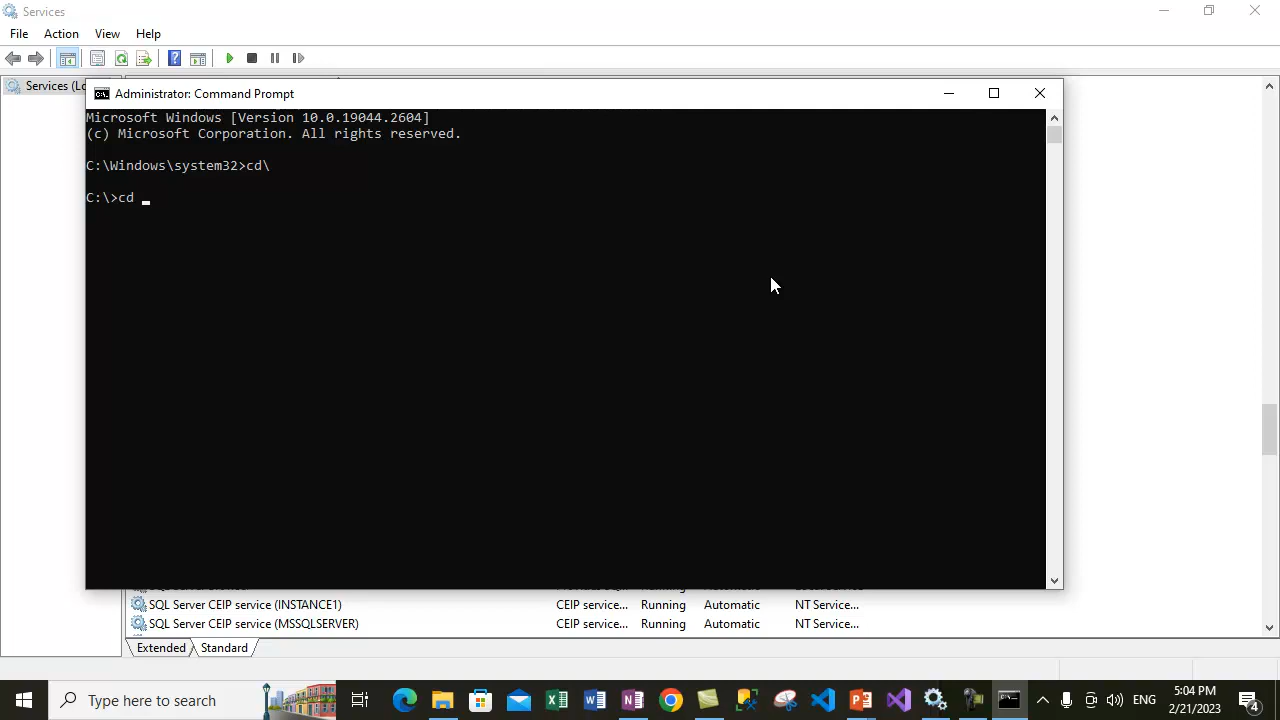 Services
File Action View Help
Services (Lo
Administrator: Command Prompt
Microsoft Windows [Version 10.0.19044.2604]
(c) Microsoft Corporation. All rights reserved.
C:\Windows\system32>cd\
C:\>cd
SQL Server CEIP service (INSTANCE1) CEIP service... Running Automatic NT Service...
SQL Server CEIP service (MSSQLSERVER) CEIP service... Running Automatic NT Service...
Extended Standard
Type here to search
ENG
5:04 PM
2/21/2023
4